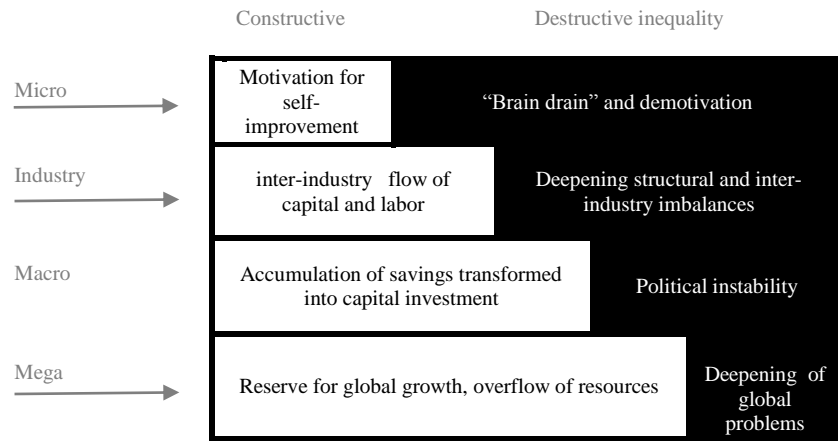 Constructive
Destructive inequality
Micro
Motivation for
self-
improvement
“Brain drain” and demotivation
Industry
inter-industry flow of
capital and labor
Deepening structural and inter-
industry imbalances
Macro
Accumulation of savings transformed
into capital investment
Political instability
Mega
Reserve for global growth, overflow of resources
Deepening of
global
problems